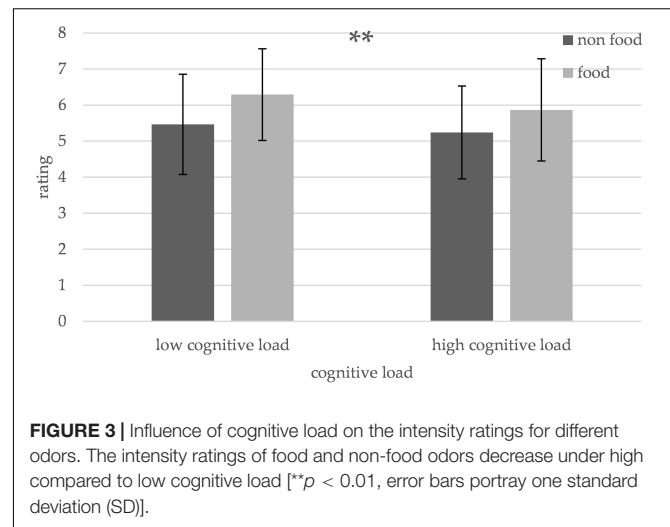 8
7
6
5
4
3
2
1
0
rating
**
non food
food
low cognitive load
high cognitive load
cognitive load
FIGURE 3 | Influence of cognitive load on the intensity ratings for different
odors. The intensity ratings of food and non-food odors decrease under high
compared to low cognitive load [**p < 0.01, error bars portray one standard
deviation (SD)].